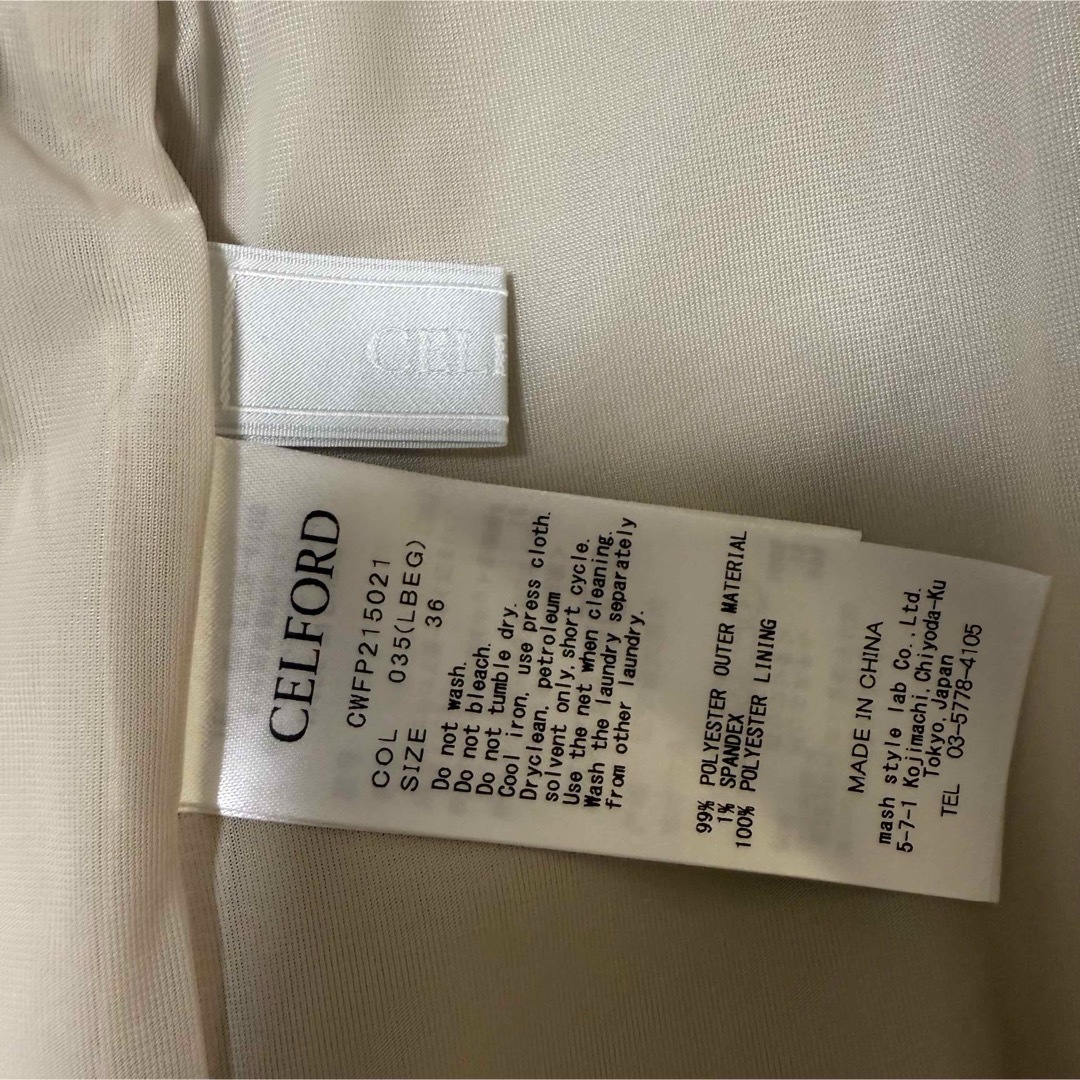 CELF
CELFORD
CWFP215021
COL 035(LBEG)
SIZE 36
Do not wash.
Do not bleach.
Do not tumble dry.
Cool iron, use press cloth.
Dryclean, petroleum
solvent only, short cycle.
Use the net when cleaning.
Wash the laundry separately
from other laundry.
99% POLYESTER OUTER MATERIAL
1% SPANDEX
100% POLYESTER LINING
MADE IN CHINA
mash style lab Co., Ltd.
5-7-1 Kojimachi, Chiyoda-Ku
Tokyo, Japan
TEL 03-5778-4105